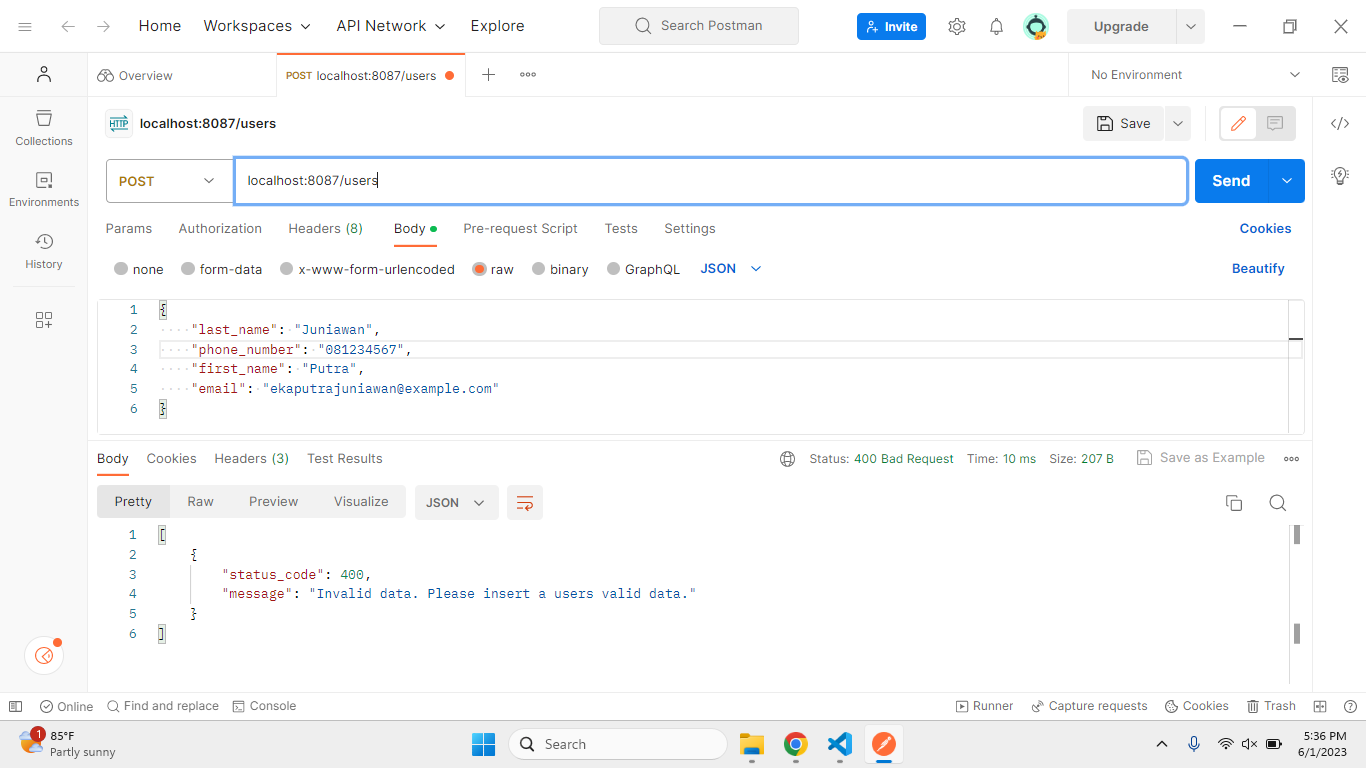 Home Workspaces API Network Explore Search Postman Invite Upgrade
Overview POST localhost:8087/users No Environment
HTTP localhost:8087/users Save
Collections
POST localhost:8087/users Send
Environments
Params Authorization Headers (8) Body Pre-request Script Tests Settings Cookies
History
none form-data x-www-form-urlencoded raw binary GraphQL JSON Beautify
1 {
2 "last_name": "Juniawan",
3 "phone_number": "081234567",
4 "first_name": "Putra",
5 "email": "ekaputrajuniawan@example.com"
6 }
Body Cookies Headers (3) Test Results Status: 400 Bad Request Time: 10 ms Size: 207 B Save as Example
Pretty Raw Preview Visualize JSON
1 [
2 {
3 "status_code": 400,
4 "message": "Invalid data. Please insert a users valid data."
5 }
6 ]
Online Find and replace Console Runner Capture requests Cookies Trash
1 85°F
Partly sunny
Search
5:36 PM
6/1/2023